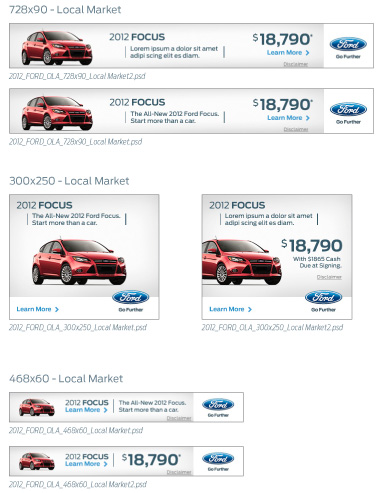 728x90 - Local Market
2012 FOCUS
Lorem ipsum a dolor sit amet
adipi scing elit es diam.
$18,790*
Learn More >
Disclaimer
Ford
Go Further
2012_FORD_OLA_728x90_Local Market2.psd
2012 FOCUS
The All-New 2012 Ford Focus.
Start more than a car.
$18,790*
Learn More >
Disclaimer
Ford
Go Further
2012_FORD_OLA_728x90_Local Market.psd
300x250 - Local Market
2012 FOCUS
The All-New 2012 Ford Focus.
Start more than a car.
Learn More >
Ford
Go Further
2012_FORD_OLA_300x250_Local Market.psd
2012 FOCUS
Lorem ipsum a dolor sit amet
adipi scing elit es diam.
$18,790
With $1865 Cash
Due at Signing.
Disclaimer
Learn More >
Ford
Go Further
2012_FORD_OLA_300x250_Local Market2.psd
468x60 - Local Market
2012 FOCUS
Learn More >
The All-New 2012 Focus.
Start more than a car.
Disclaimer
Ford
Go Further
2012_FORD_OLA_468x60_Local Market.psd
2012 FOCUS
Learn More >
$18,790*
Disclaimer
Ford
Go Further
2012_FORD_OLA_468x60_Local Market2.psd